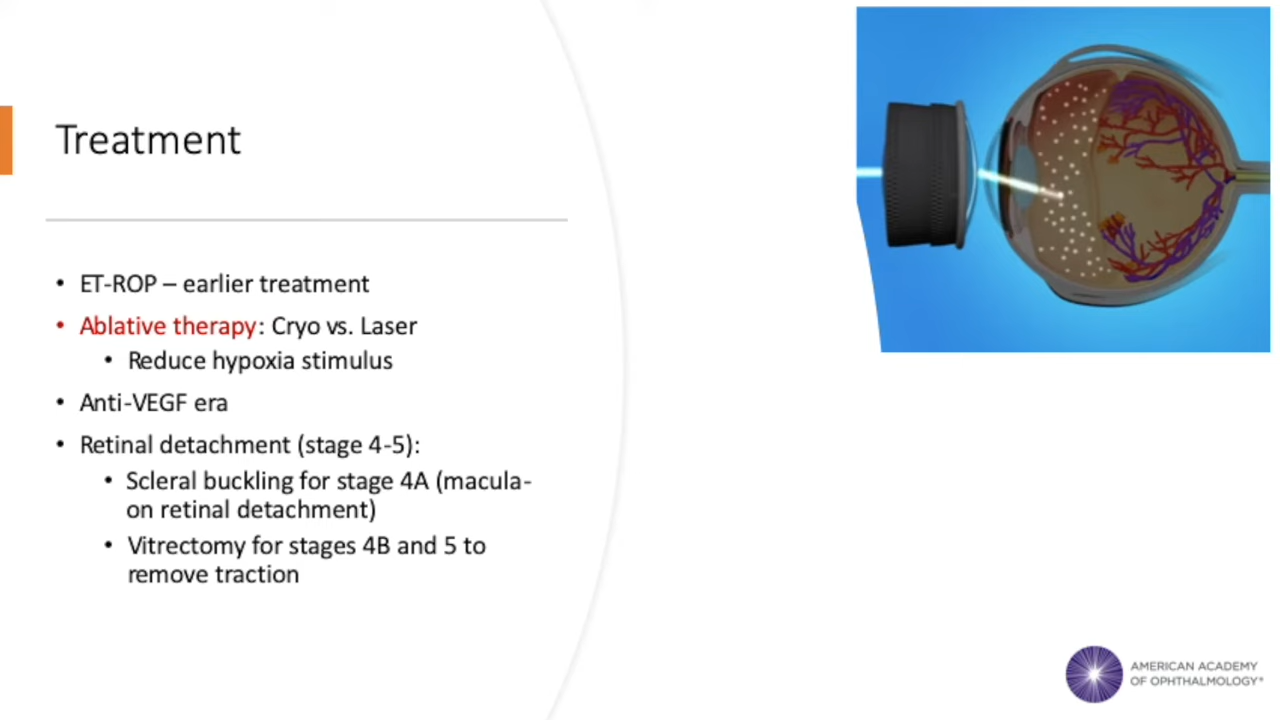 Treatment
• ET-ROP – earlier treatment
• Ablative therapy: Cryo vs. Laser
• Reduce hypoxia stimulus
• Anti-VEGF era
• Retinal detachment (stage 4-5):
• Scleral buckling for stage 4A (macula-
on retinal detachment)
• Vitrectomy for stages 4B and 5 to
remove traction
AMERICAN ACADEMY
OF OPHTHALMOLOGY®